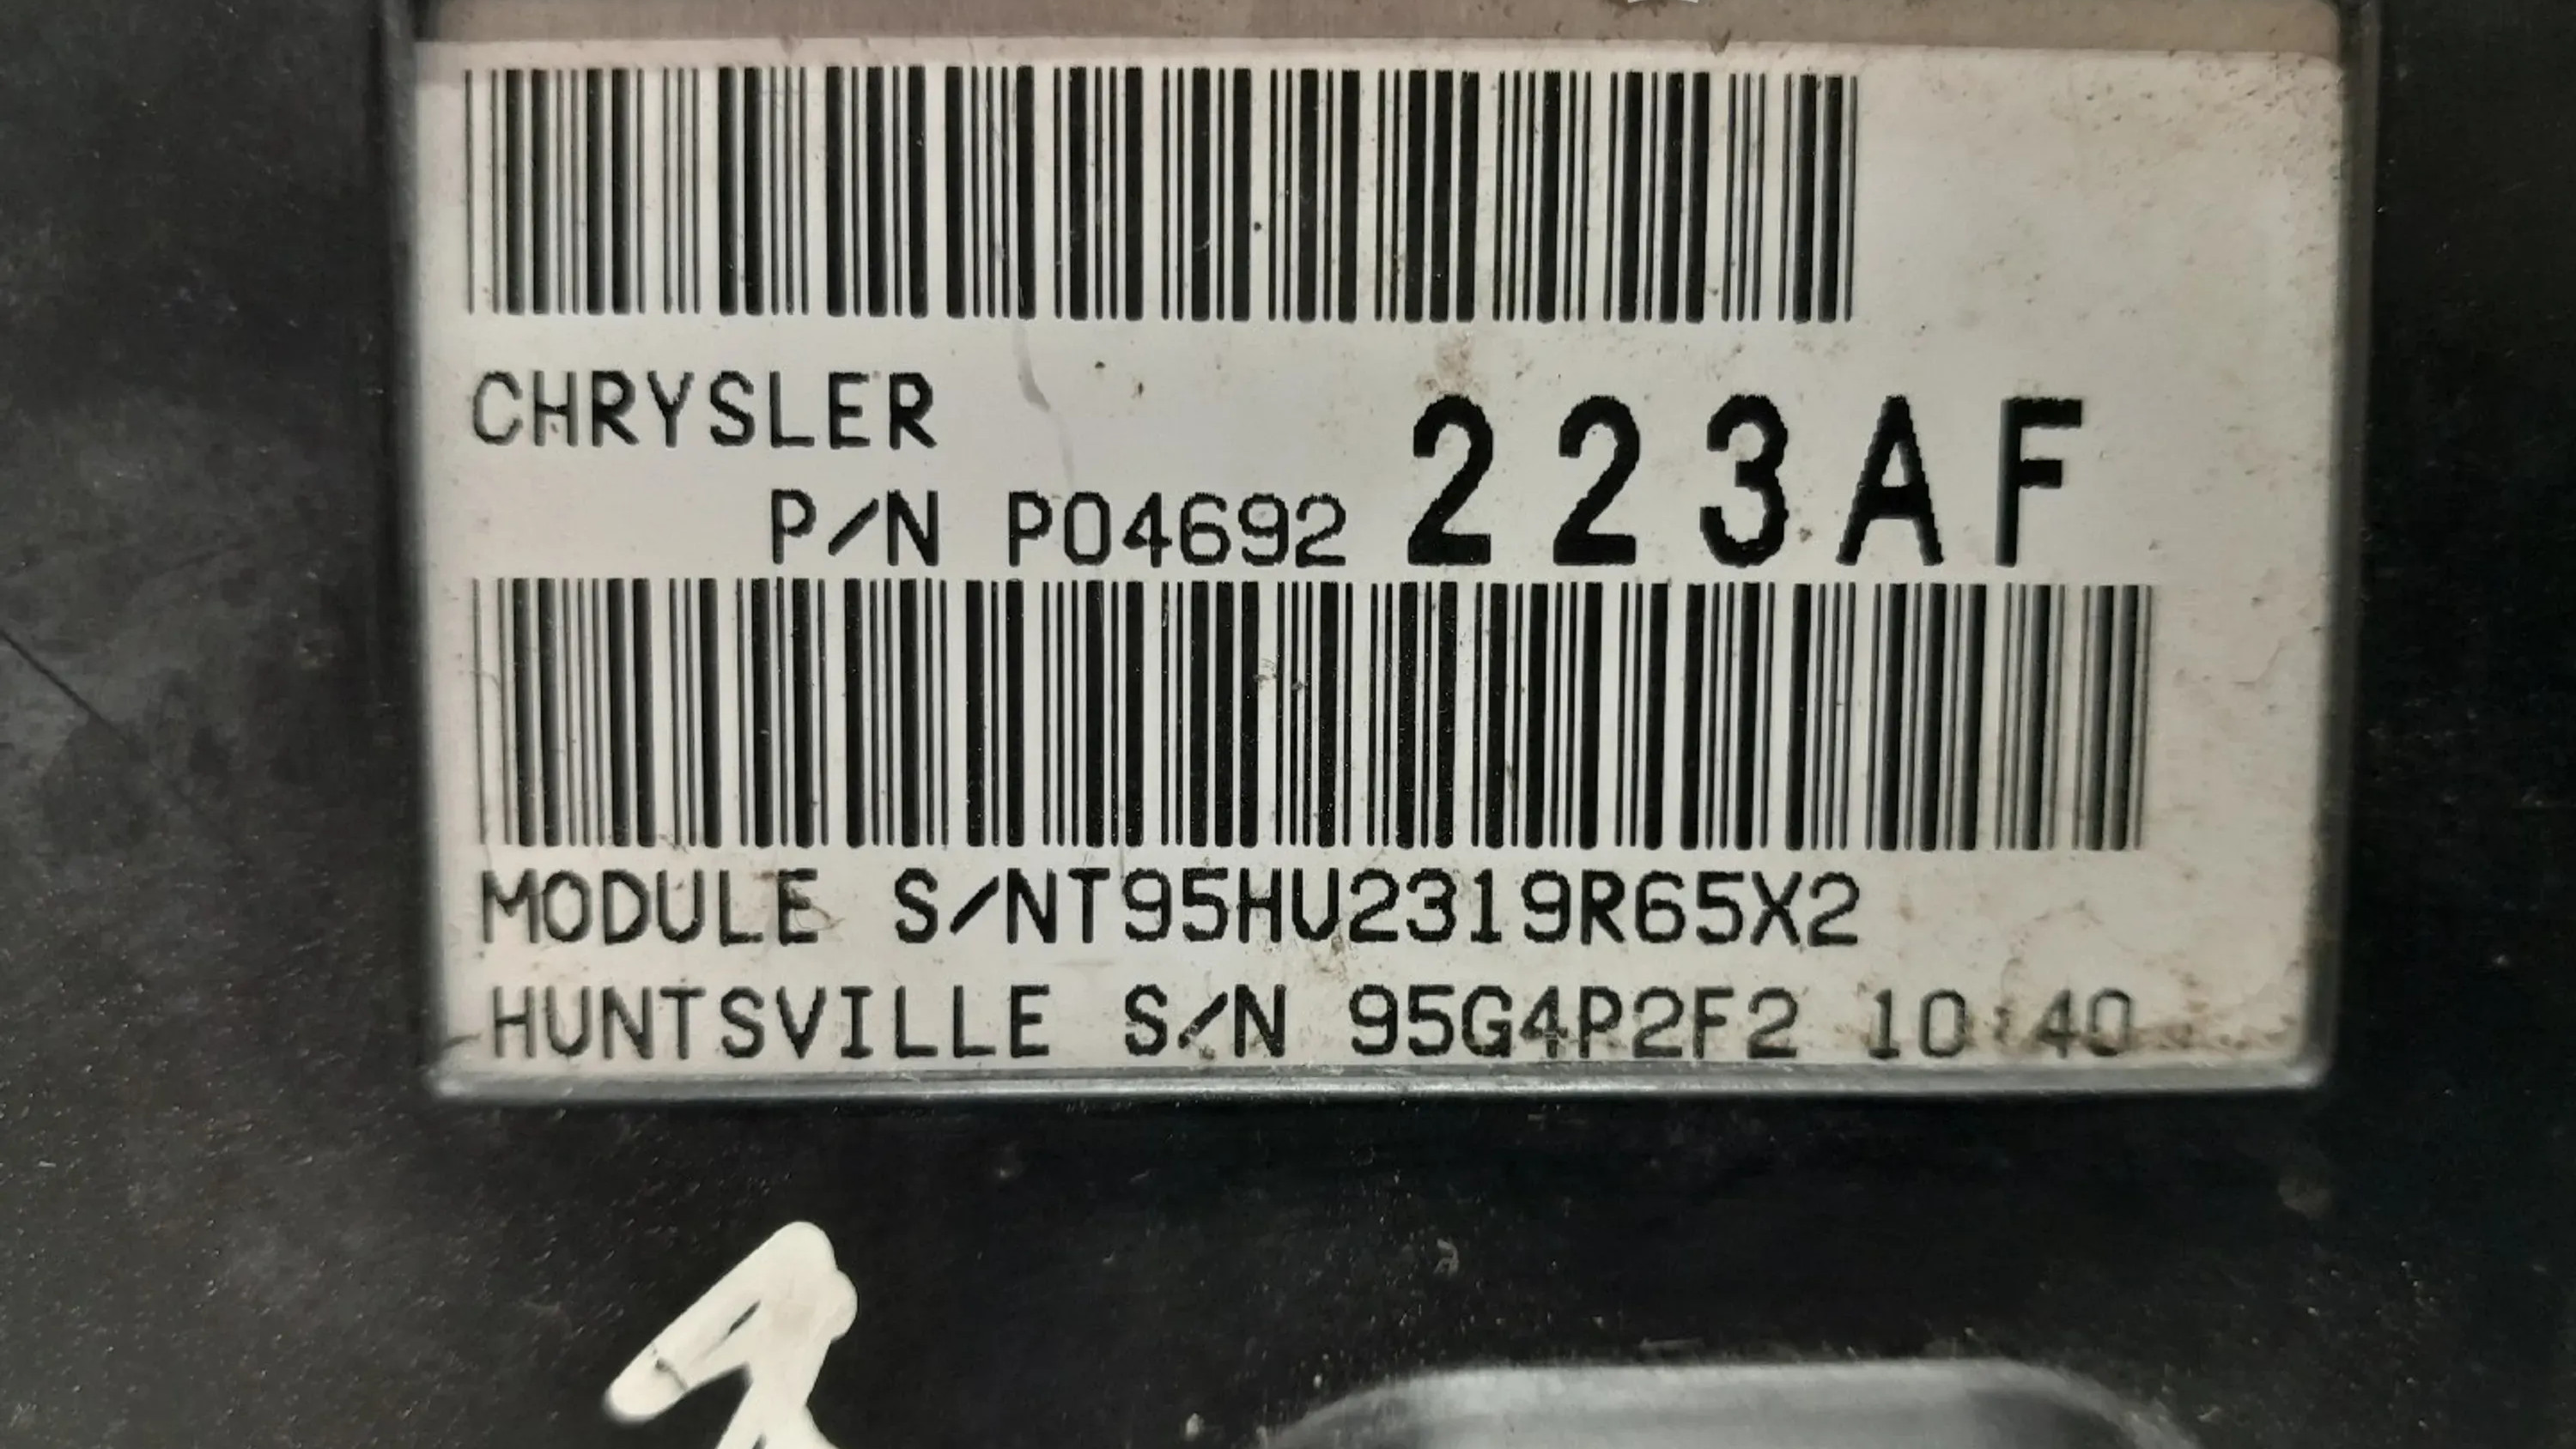 CHRYSLER
P/N P04692 223AF
MODULE S/NT95HU2319R65X2
HUNTSVILLE S/N 95G4P2F2 10:40